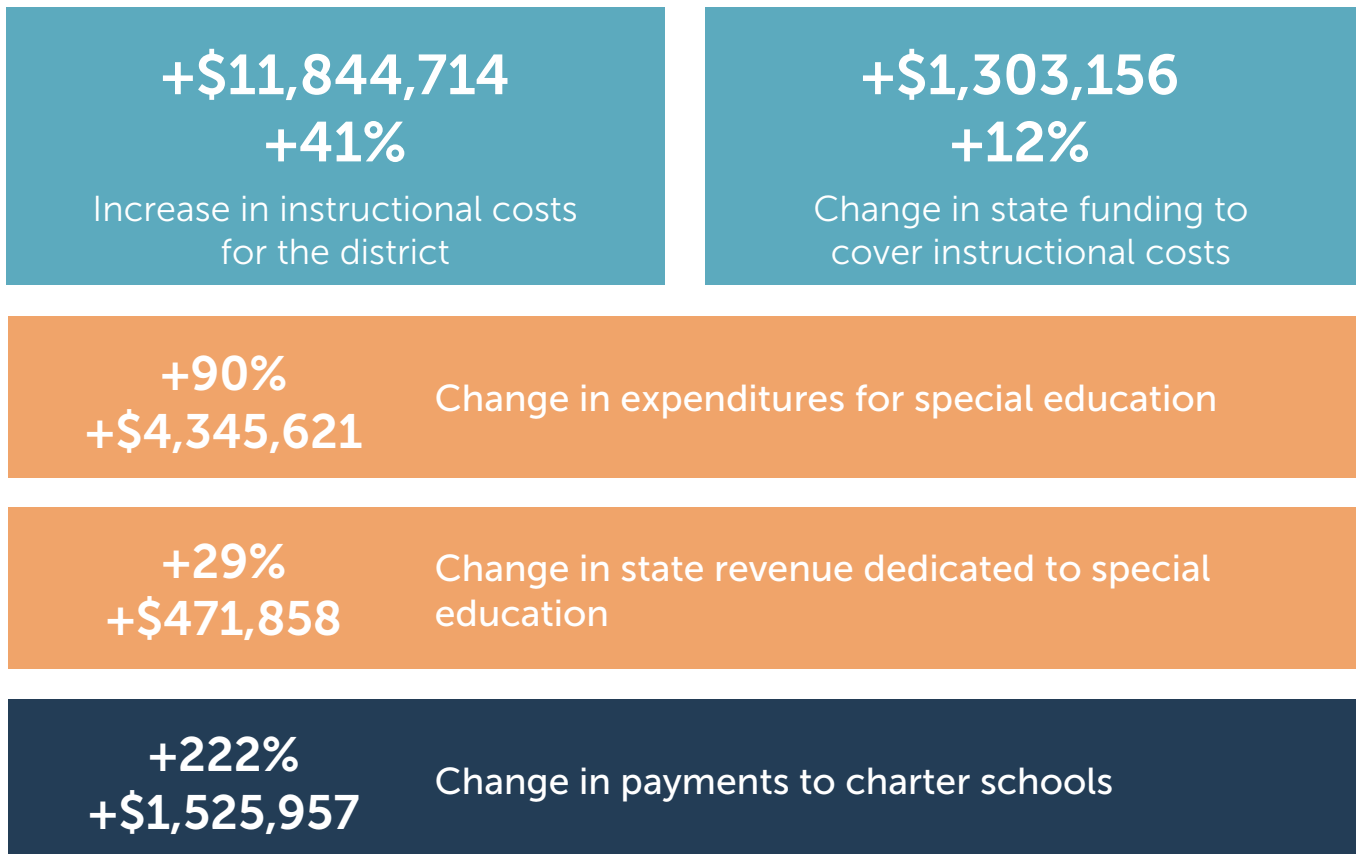 +$11,844,714
+41%
Increase in instructional costs
for the district
+$1,303,156
+12%
Change in state funding to
cover instructional costs
+90%
+$4,345,621
Change in expenditures for special education
+29%
+$471,858
Change in state revenue dedicated to special
education
+222%
+$1,525,957
Change in payments to charter schools